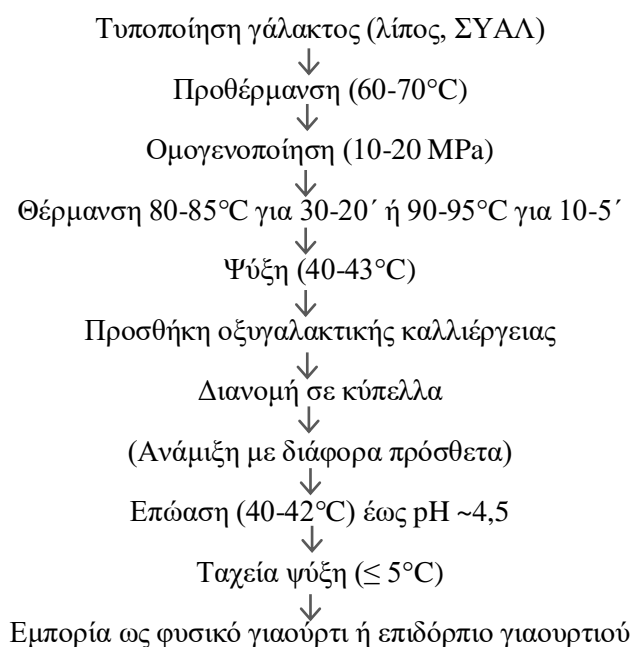 Τυποποίηση γάλακτος (λίπος, ΣΥΑΛ)
Προθέρμανση (60-70°C)
Ομογενοποίηση (10-20 MPa)
Θέρμανση 80-85°C για 30-20΄ ή 90-95°C για 10-5΄
Ψύξη (40-43°C)
Προσθήκη οξυγαλακτικής καλλιέργειας
Διανομή σε κύπελλα
(Ανάμιξη με διάφορα πρόσθετα)
Επώαση (40-42°C) έως pH ~4,5
Ταχεία ψύξη (≤ 5°C)
Εμπορία ως φυσικό γιαούρτι ή επιδόρπιο γιαουρτιού